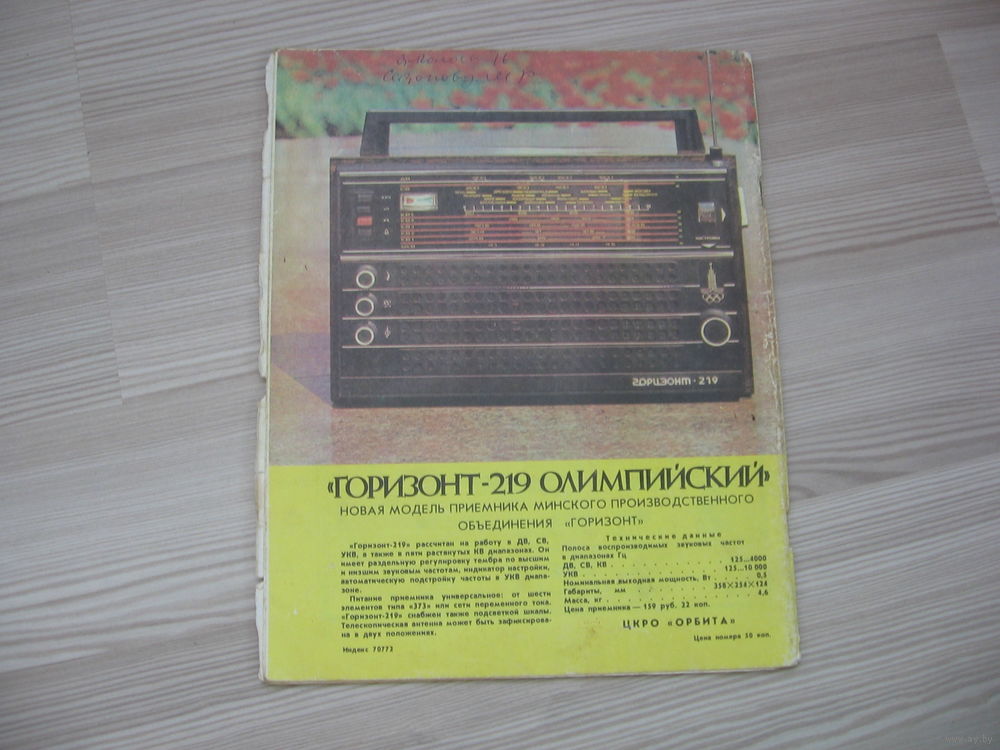 ГОРИЗОНТ · 219
«ГОРИЗОНТ-219 ОЛИМПИЙСКИЙ»
НОВАЯ МОДЕЛЬ ПРИЕМНИКА МИНСКОГО ПРОИЗВОДСТВЕННОГО
ОБЪЕДИНЕНИЯ «ГОРИЗОНТ»
«Горизонт-219» рассчитан на работу в ДВ, СВ,
УКВ, а также в пяти растянутых КВ диапазонах. Он
имеет раздельную регулировку тембра по высшим
и низшим звуковым частотам, индикатор настройки,
автоматическую подстройку частоты в УКВ диапа-
зоне.
Питание приемника универсальное: от шести
элементов типа «373» или сети переменного тока.
«Горизонт-219» снабжен также подсветкой шкалы.
Телескопическая антенна может быть зафиксирова-
на в двух положениях.
Индекс 70772
Технические данные
Полоса воспроизводимых звуковых частот
в диапазонах Гц
ДВ, СВ, КВ . . . . . . . . . . 125...4000
УКВ . . . . . . . . . . 125...10 000
Номинальная выходная мощность, Вт . 0,5
Габариты, мм . . . . . 358×254×124
Масса, кг . . . . . . . . . . 4,6
Цена приемника — 159 руб. 22 коп.
ЦКРО «ОРБИТА»
Цена номера 50 коп.
www.ay.by